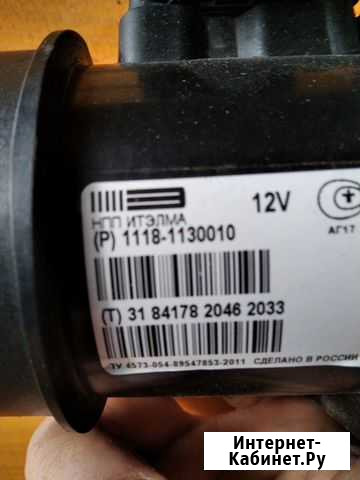 НПП ИТЭЛМА
12V
(P) 1118-1130010
АГ17
(T) 31 84178 2046 2033
ТУ 4573-054-89547853-2011 СДЕЛАНО В РОССИИ
Интернет-
Кабинет.Ру